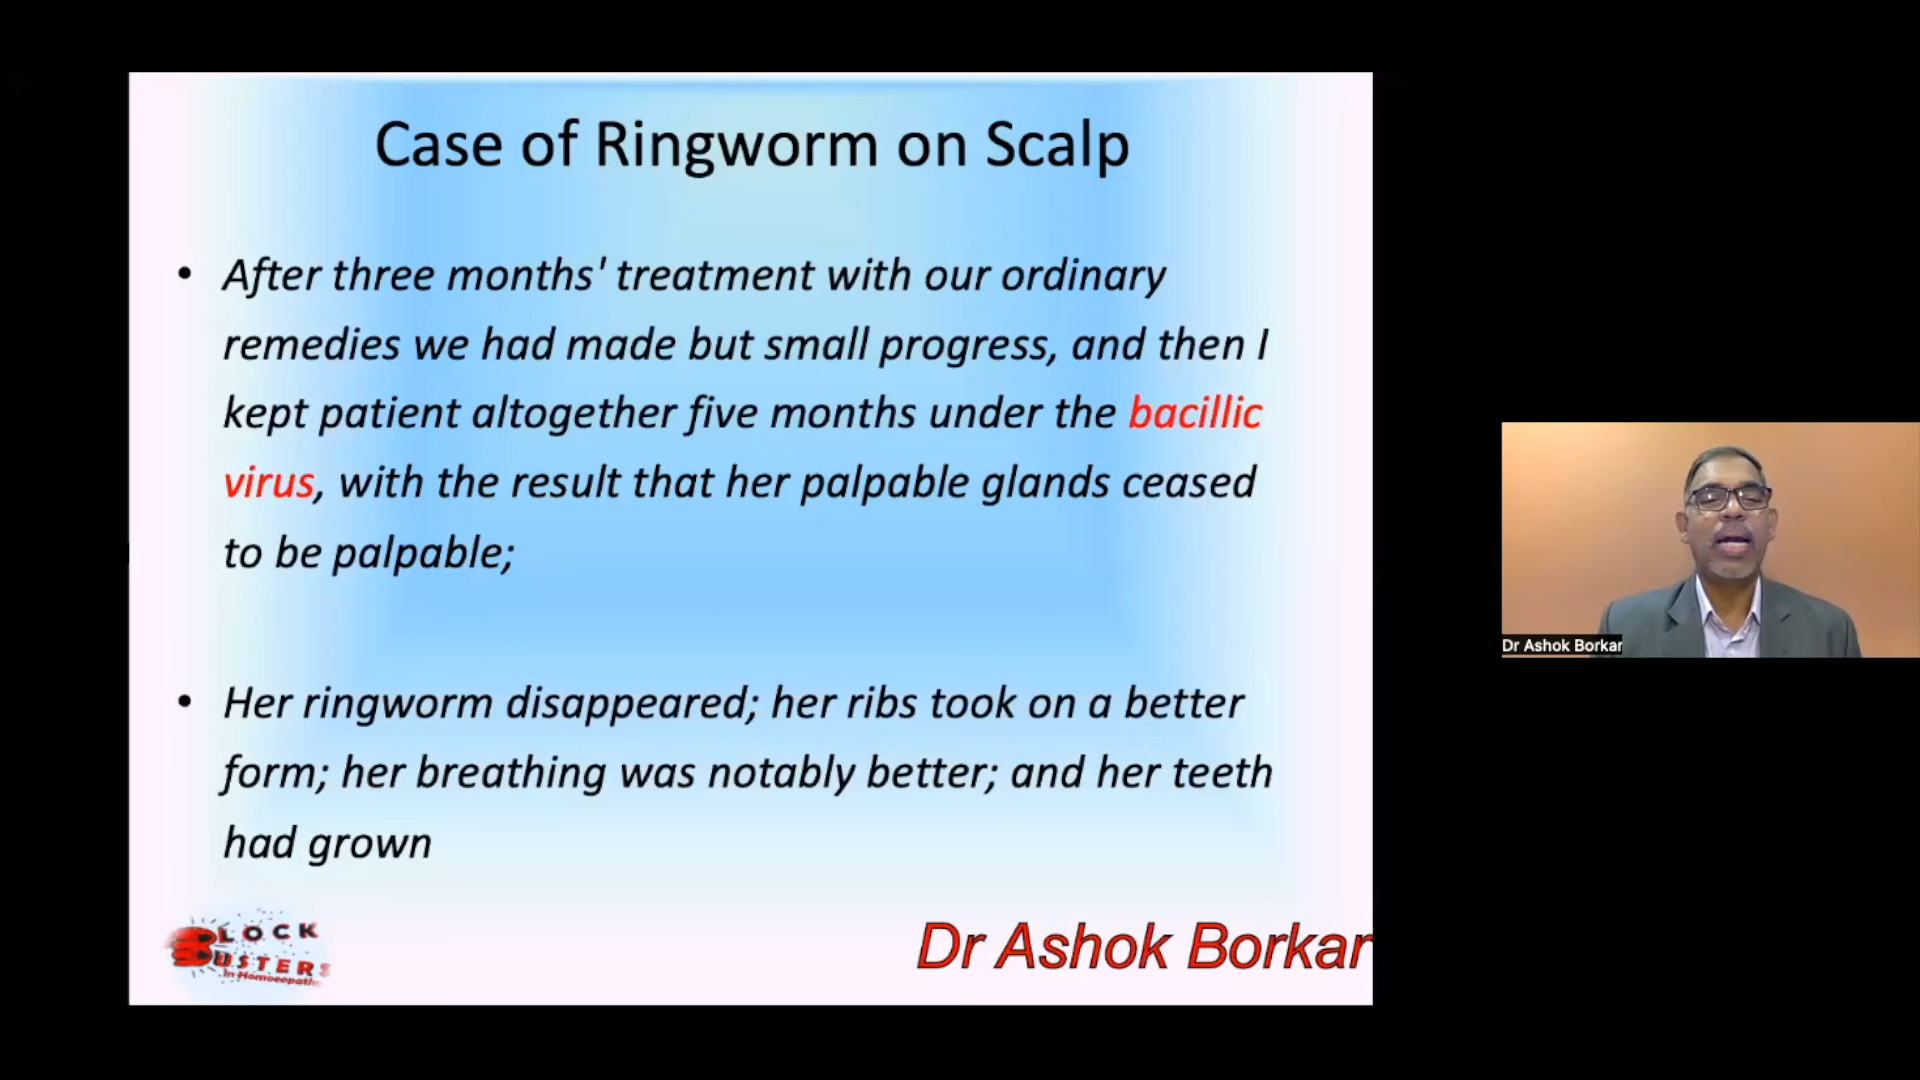 Case of Ringworm on Scalp
• After three months' treatment with our ordinary
remedies we had made but small progress, and then I
kept patient altogether five months under the bacillic
virus, with the result that her palpable glands ceased
to be palpable;
• Her ringworm disappeared; her ribs took on a better
form; her breathing was notably better; and her teeth
had grown
BLOCK
BUSTERS
In Homoeopathy
Dr Ashok Borkar
Dr Ashok Borkar